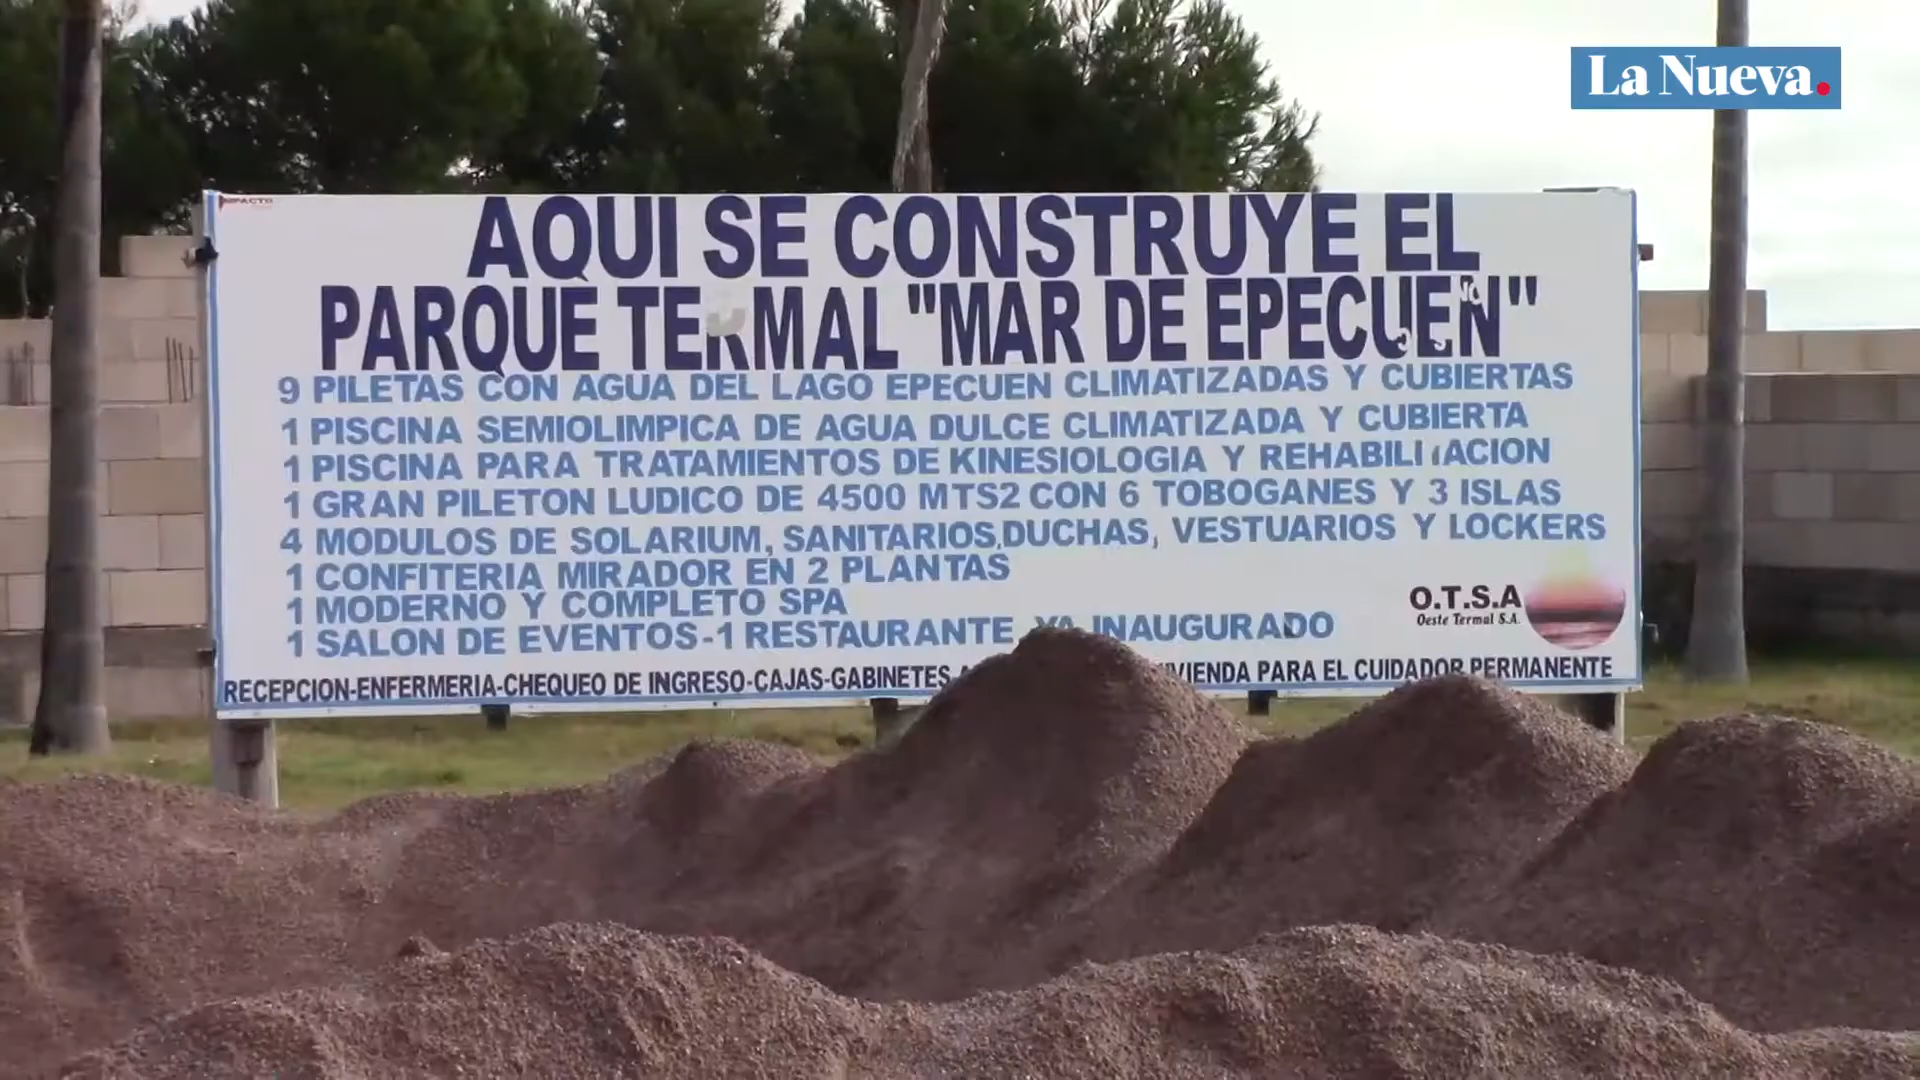 La Nueva.
IMPACTO
AQUI SE CONSTRUYE EL
PARQUE TERMAL "MAR DE EPECUEN"
9 PILETAS CON AGUA DEL LAGO EPECUEN CLIMATIZADAS Y CUBIERTAS
1 PISCINA SEMIOLIMPICA DE AGUA DULCE CLIMATIZADA Y CUBIERTA
1 PISCINA PARA TRATAMIENTOS DE KINESIOLOGIA Y REHABILITACION
1 GRAN PILETON LUDICO DE 4500 MTS2 CON 6 TOBOGANES Y 3 ISLAS
4 MODULOS DE SOLARIUM, SANITARIOS,DUCHAS, VESTUARIOS Y LOCKERS
1 CONFITERIA MIRADOR EN 2 PLANTAS
1 MODERNO Y COMPLETO SPA
1 SALON DE EVENTOS-1 RESTAURANTE YA INAUGURADO
O.T.S.A
Oeste Termal S.A.
RECEPCION-ENFERMERIA-CHEQUEO DE INGRESO-CAJAS-GABINETES PARA EL CUIDADOR PERMANENTE